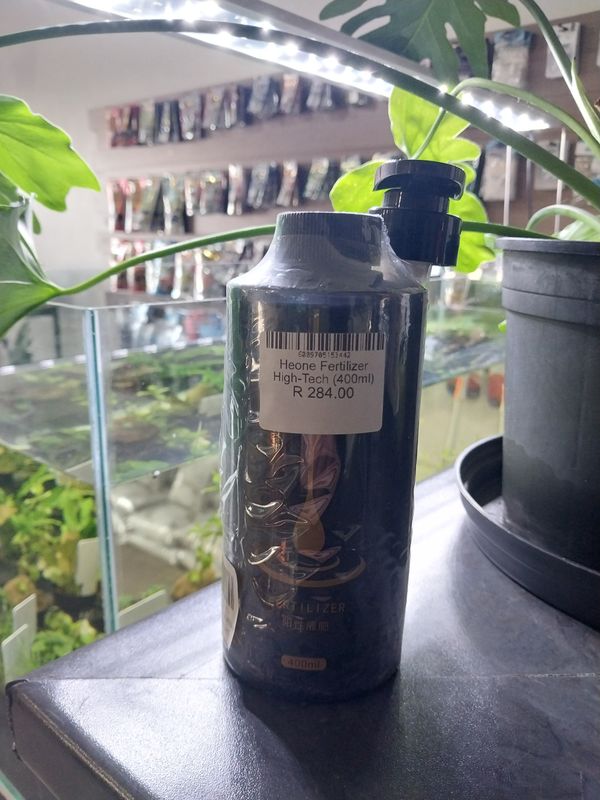 Heone Fertilizer
High-Tech (400ml)
R 284.00
FERTILIZER
400ml